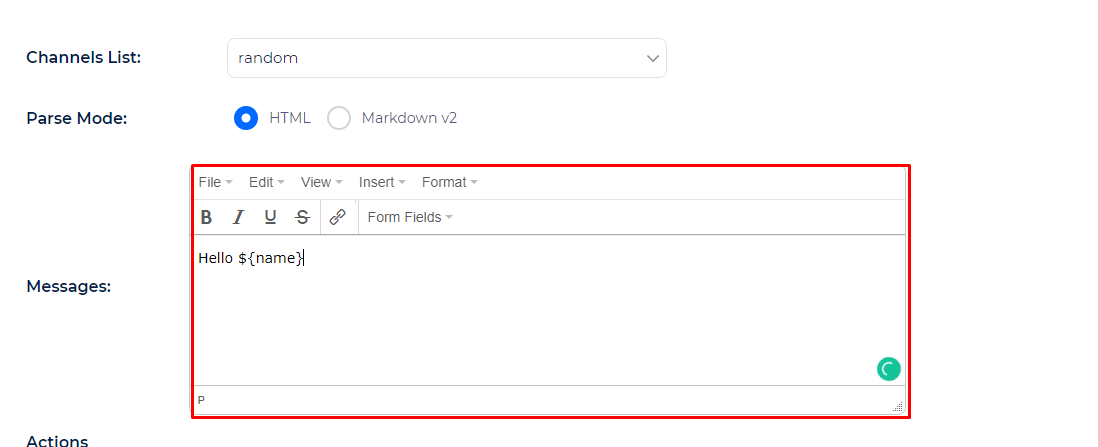 Channels List:
random
Parse Mode:
HTML
Markdown v2
File Edit View Insert Format
B I U S Form Fields
Messages:
Hello ${name}
P
Actions